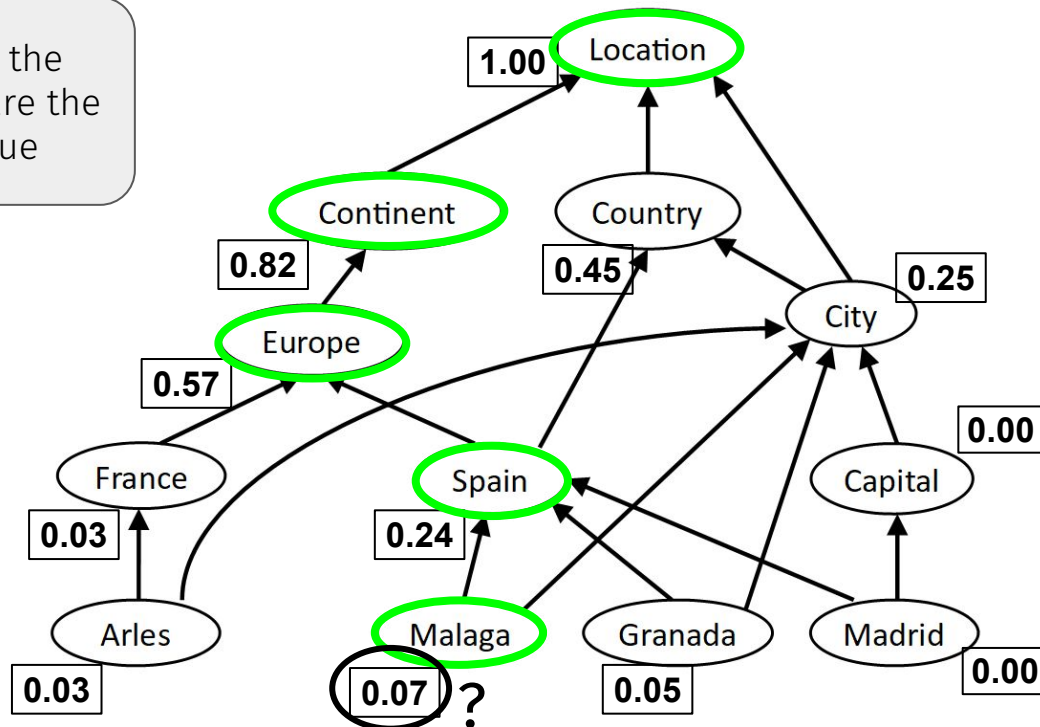 the
re the
ue
Location
1.00
Continent
Country
0.82
0.45
0.25
City
Europe
0.57
0.00
France
Spain
Capital
0.03
0.24
Arles
Malaga
Granada
Madrid
0.03
0.07
?
0.05
0.00